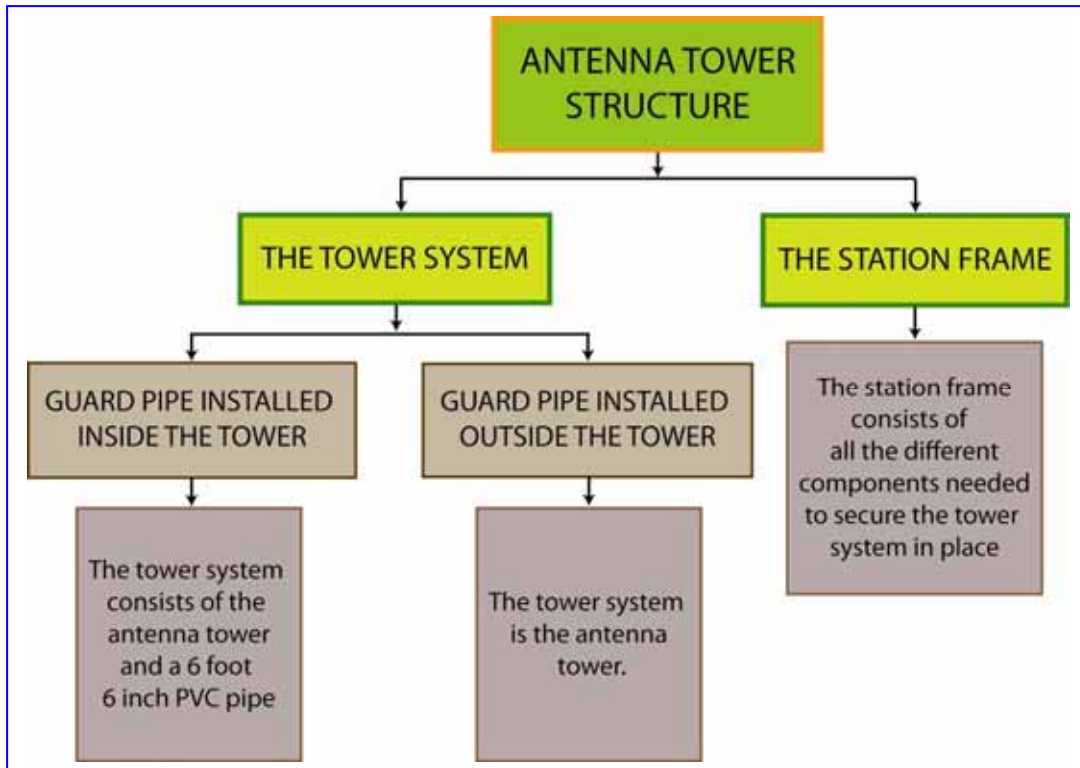 ANTENNA TOWER
STRUCTURE
THE TOWER SYSTEM
THE STATION FRAME
GUARD PIPE INSTALLED
INSIDE THE TOWER
GUARD PIPE INSTALLED
OUTSIDE THE TOWER
The station frame
consists of
all the different
components needed
to secure the tower
system in place
The tower system
consists of the
antenna tower
and a 6 foot
6 inch PVC pipe
The tower system
is the antenna
tower.